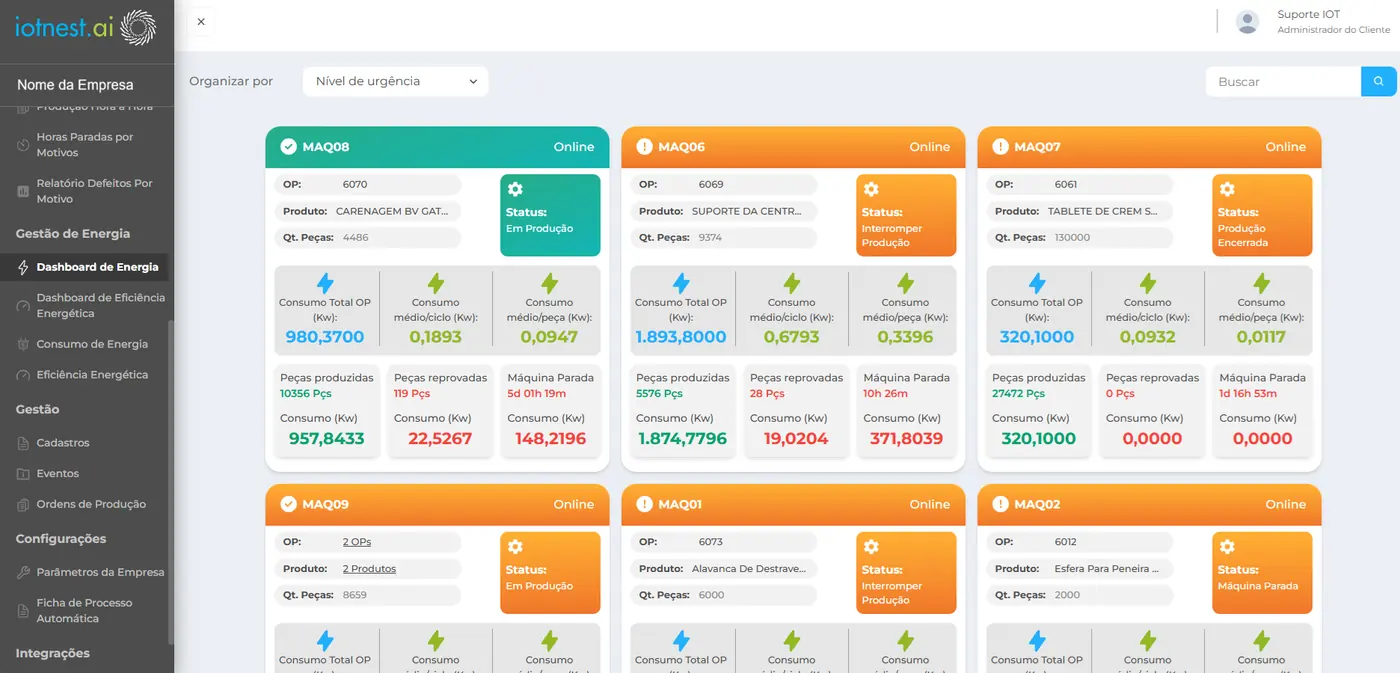 iotnest.ai
Nome da Empresa
Produção Hora a Hora
Horas Paradas por
Motivos
Relatório Defeitos Por
Motivo
Gestão de Energia
Dashboard de Energia
Dashboard de Eficiência
Energética
Consumo de Energia
Eficiência Energética
Gestão
Cadastros
Eventos
Ordens de Produção
Configurações
Parâmetros da Empresa
Ficha de Processo
Automática
Integrações
Suporte IOT
Administrador do Cliente
Organizar por
Nível de urgência
Buscar
MAQ08 Online
OP: 6070
Produto: CARENAGEM BV GAT...
Qt. Peças: 4486
Status:
Em Produção
Consumo Total OP
(Kw):
980,3700
Consumo
médio/ciclo (Kw):
0,1893
Consumo
médio/peça (Kw):
0,0947
Peças produzidas
10356 Pçs
Consumo (Kw)
957,8433
Peças reprovadas
119 Pçs
Consumo (Kw)
22,5267
Máquina Parada
5d 01h 19m
Consumo (Kw)
148,2196
MAQ06 Online
OP: 6069
Produto: SUPORTE DA CENTR...
Qt. Peças: 9374
Status:
Interromper
Produção
Consumo Total OP
(Kw):
1.893,8000
Consumo
médio/ciclo (Kw):
0,6793
Consumo
médio/peça (Kw):
0,3396
Peças produzidas
5576 Pçs
Consumo (Kw)
1.874,7796
Peças reprovadas
28 Pçs
Consumo (Kw)
19,0204
Máquina Parada
10h 26m
Consumo (Kw)
371,8039
MAQ07 Online
OP: 6061
Produto: TABLETE DE CREM S...
Qt. Peças: 130000
Status:
Produção
Encerrada
Consumo Total OP
(Kw):
320,1000
Consumo
médio/ciclo (Kw):
0,0932
Consumo
médio/peça (Kw):
0,0117
Peças produzidas
27472 Pçs
Consumo (Kw)
320,1000
Peças reprovadas
0 Pçs
Consumo (Kw)
0,0000
Máquina Parada
1d 16h 53m
Consumo (Kw)
0,0000
MAQ09 Online
OP: 2 OPs
Produto: 2 Produtos
Qt. Peças: 8659
Status:
Em Produção
Consumo Total OP
Consumo
Consumo
MAQ01 Online
OP: 6073
Produto: Alavanca De Destrave...
Qt. Peças: 6000
Status:
Interromper
Produção
Consumo Total OP
Consumo
Consumo
MAQ02 Online
OP: 6012
Produto: Esfera Para Peneira ...
Qt. Peças: 2000
Status:
Máquina Parada
Consumo Total OP
Consumo
Consumo